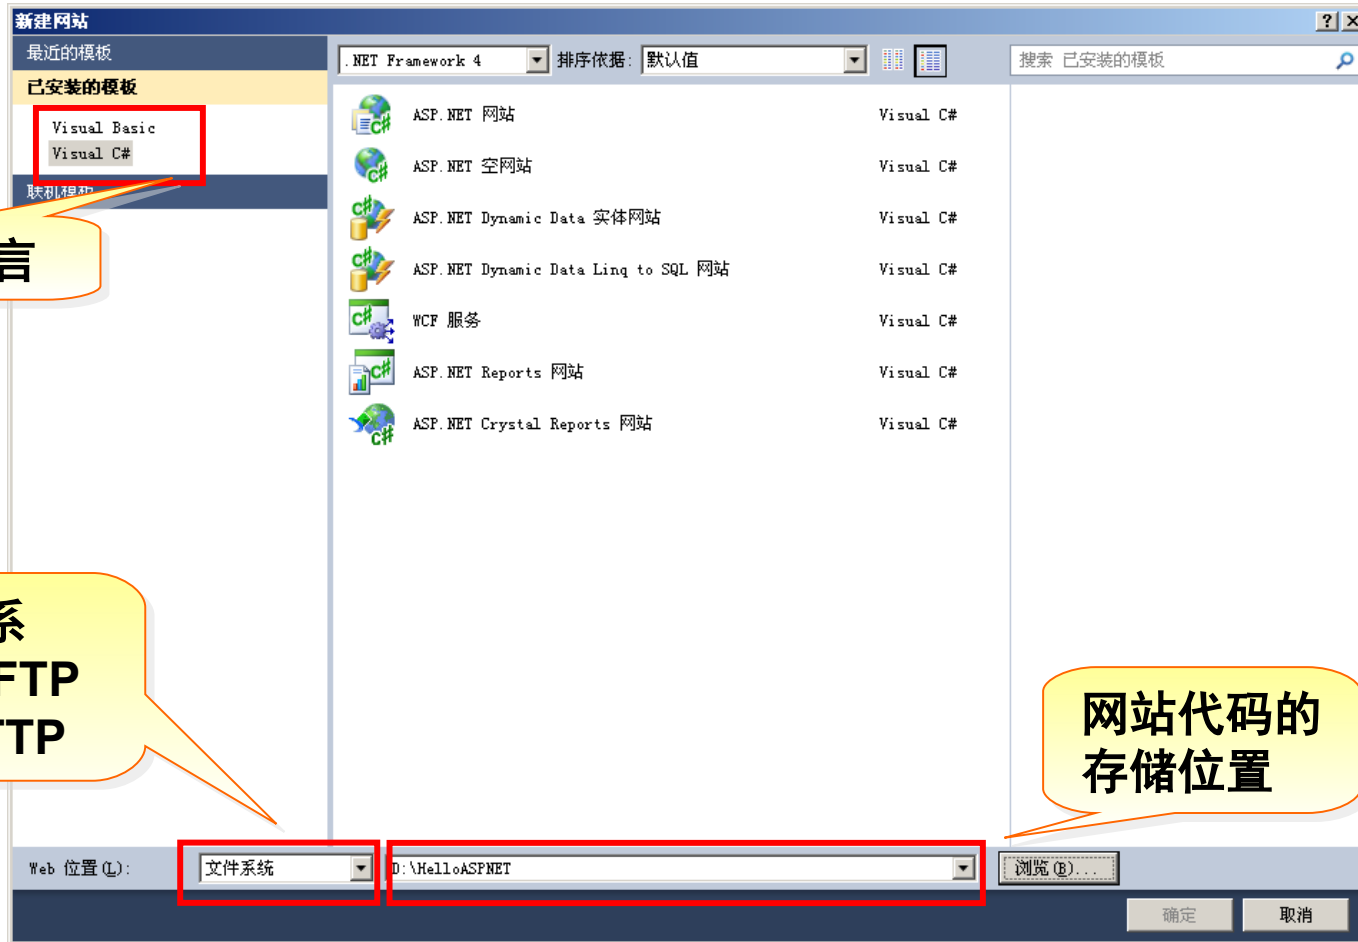 新建网站
最近的模板
.NET Framework 4 排序依据: 默认值
搜索 已安装的模板
已安装的模板
Visual Basic
Visual C#
联机模板
言
ASP.NET 网站 Visual C#
ASP.NET 空网站 Visual C#
ASP.NET Dynamic Data 实体网站 Visual C#
ASP.NET Dynamic Data Linq to SQL 网站 Visual C#
WCF 服务 Visual C#
ASP.NET Reports 网站 Visual C#
ASP.NET Crystal Reports 网站 Visual C#
系
FTP
TP
网站代码的
存储位置
Web 位置(L): 文件系统 D:\HelloASPNET 浏览(B)...
确定 取消